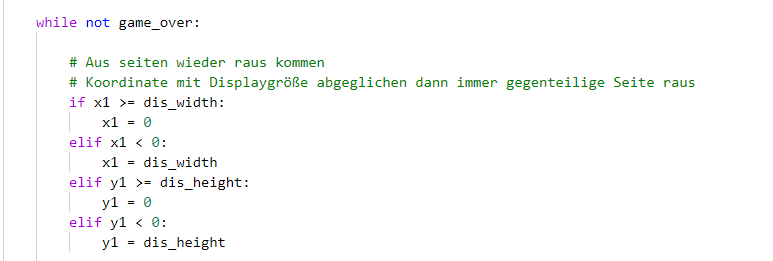 while not game_over:
# Aus seiten wieder raus kommen
# Koordinate mit Displaygröße abgeglichen dann immer gegenteilige Seite raus
if x1 >= dis_width:
x1 = 0
elif x1 < 0:
x1 = dis_width
elif y1 >= dis_height:
y1 = 0
elif y1 < 0:
y1 = dis_height